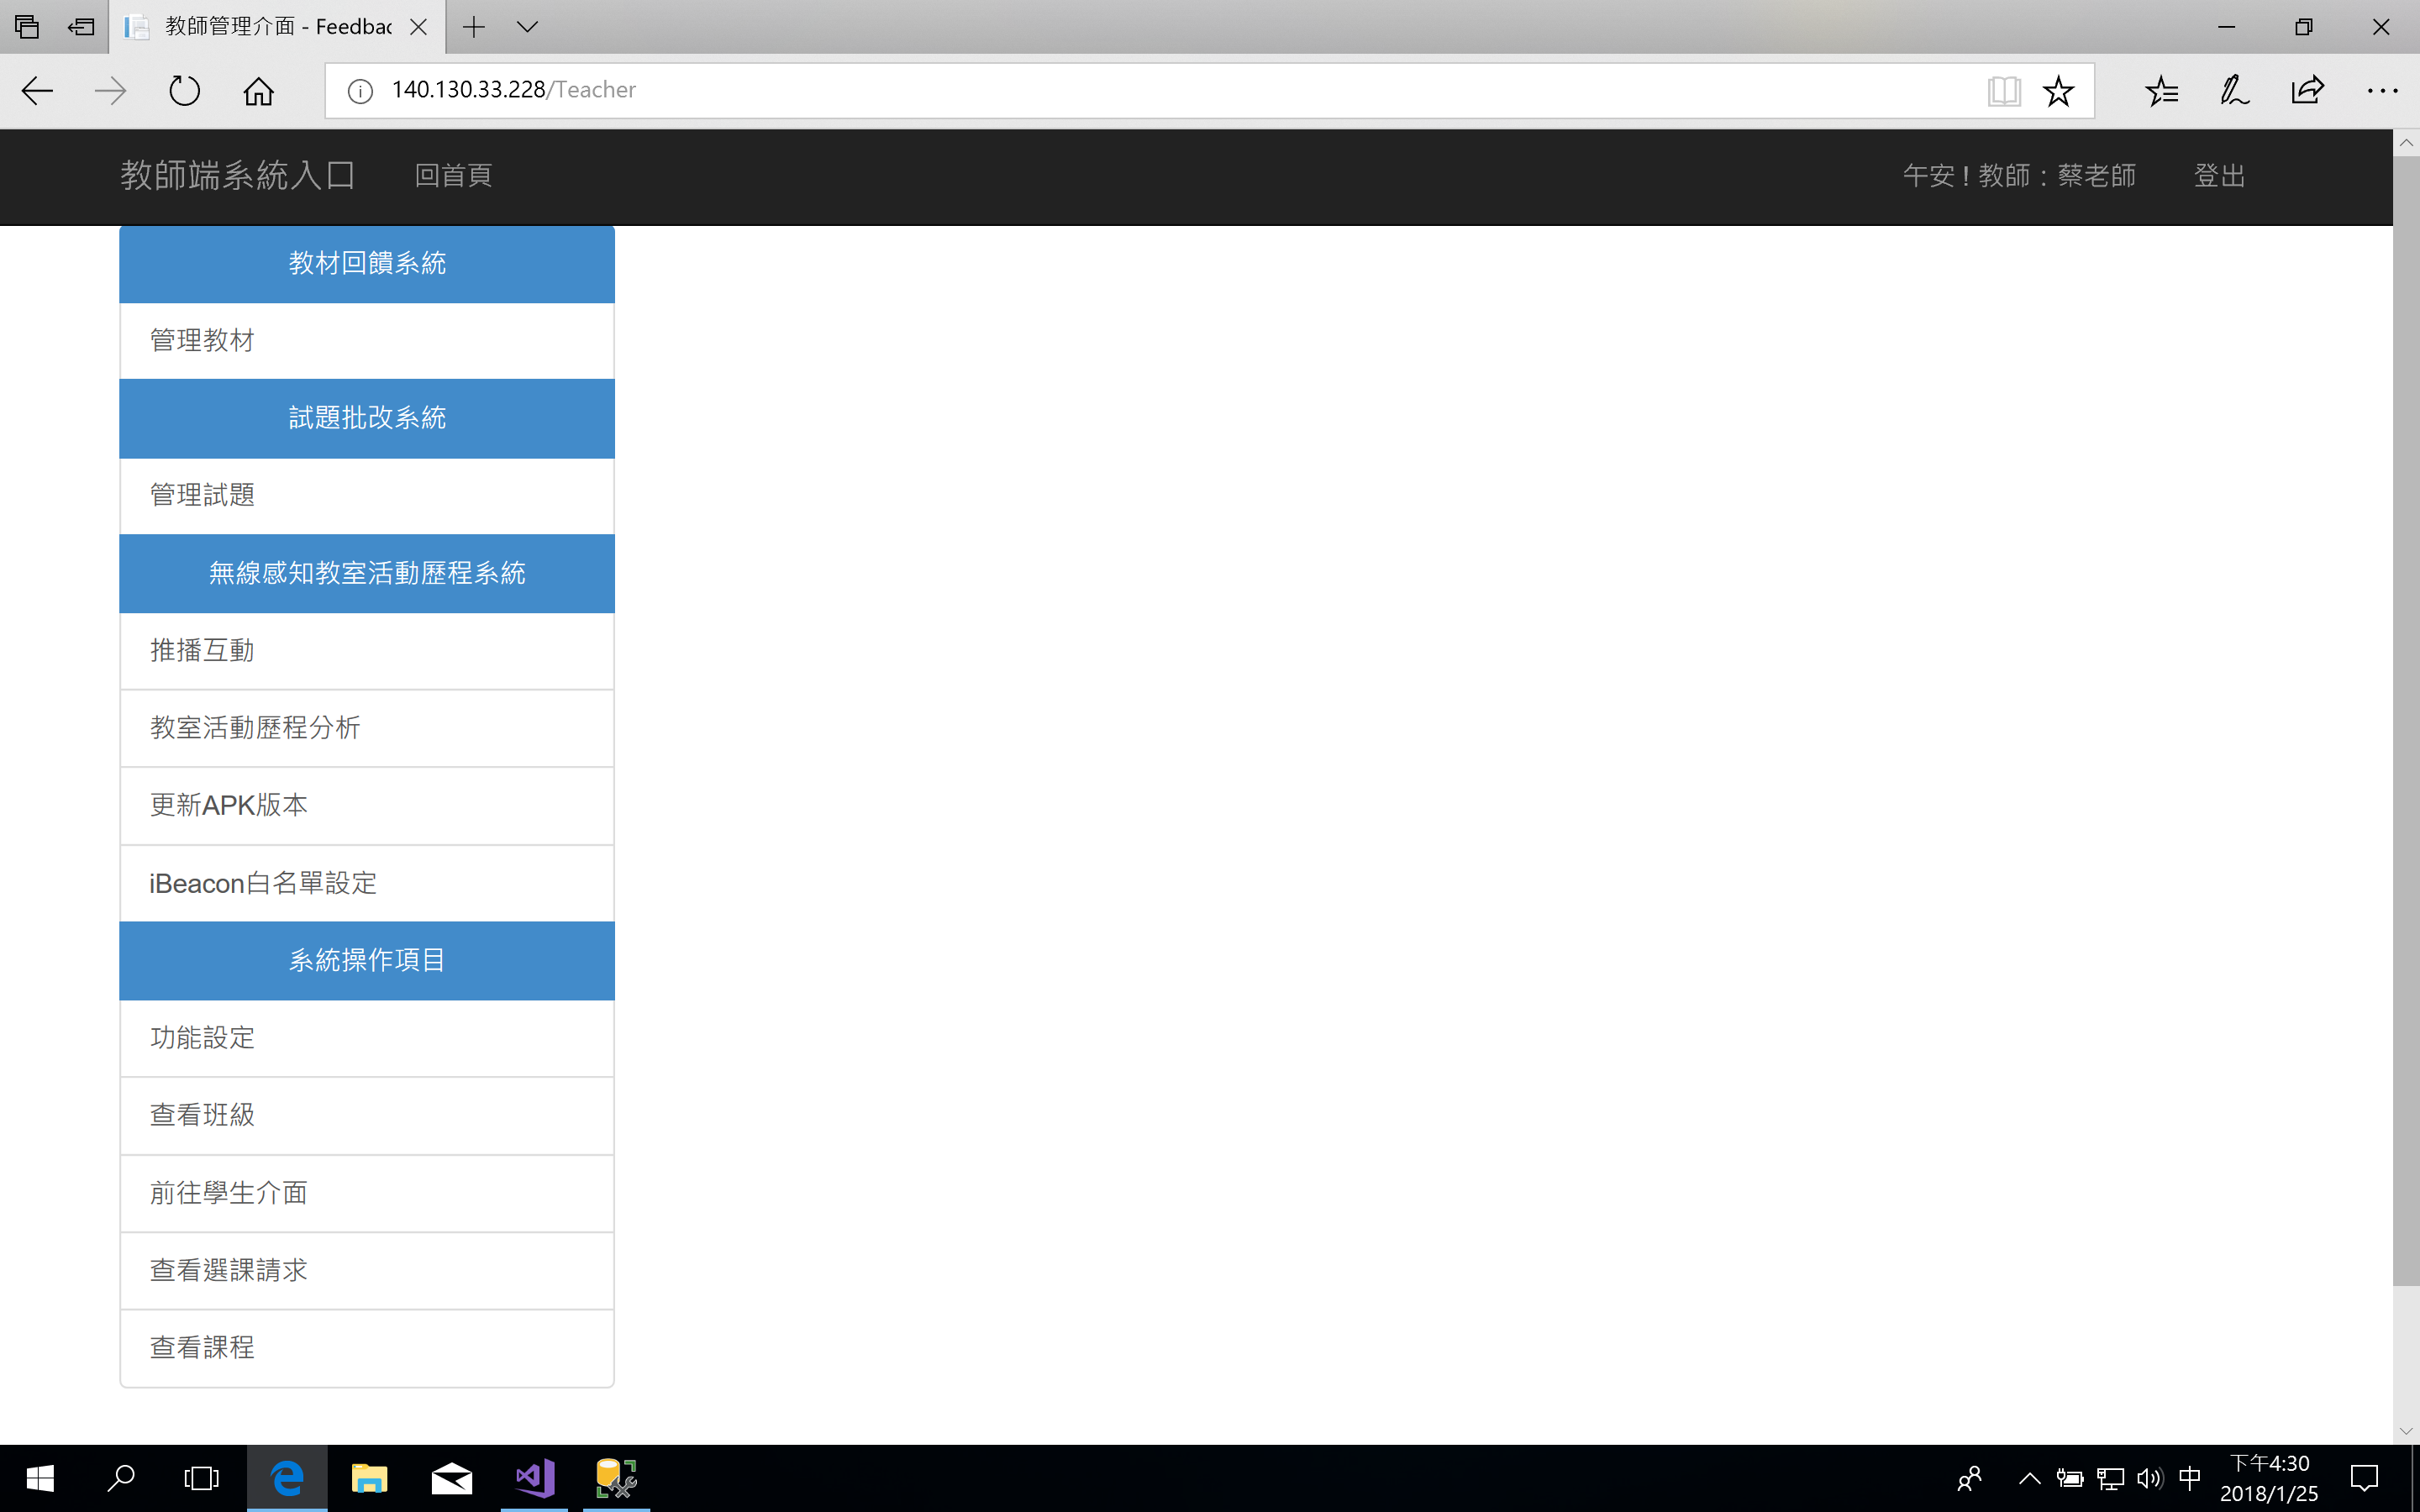 教師管理介面 - Feedbac
140.130.33.228/Teacher
教師端系統入口 回首頁 午安！教師：蔡老師 登出
教材回饋系統
管理教材
試題批改系統
管理試題
無線感知教室活動歷程系統
推播互動
教室活動歷程分析
更新APK版本
iBeacon白名單設定
系統操作項目
功能設定
查看班級
前往學生介面
查看選課請求
查看課程
中 下午4:30
2018/1/25